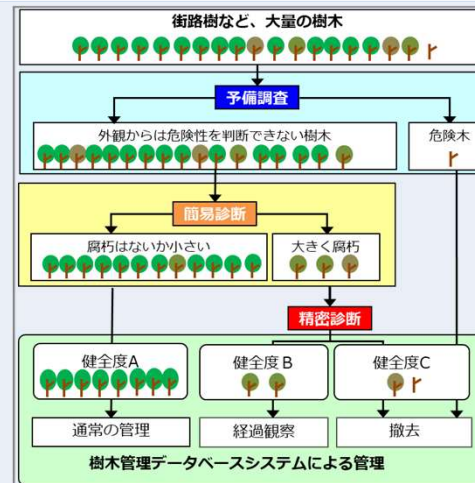 街路樹など、大量の樹木
予備調査
外観からは危険性を判断できない樹木
危険木
簡易診断
腐朽はないか小さい
大きく腐朽
精密診断
健全度A
健全度B
健全度C
通常の管理
経過観察
撤去
樹木管理データベースシステムによる管理